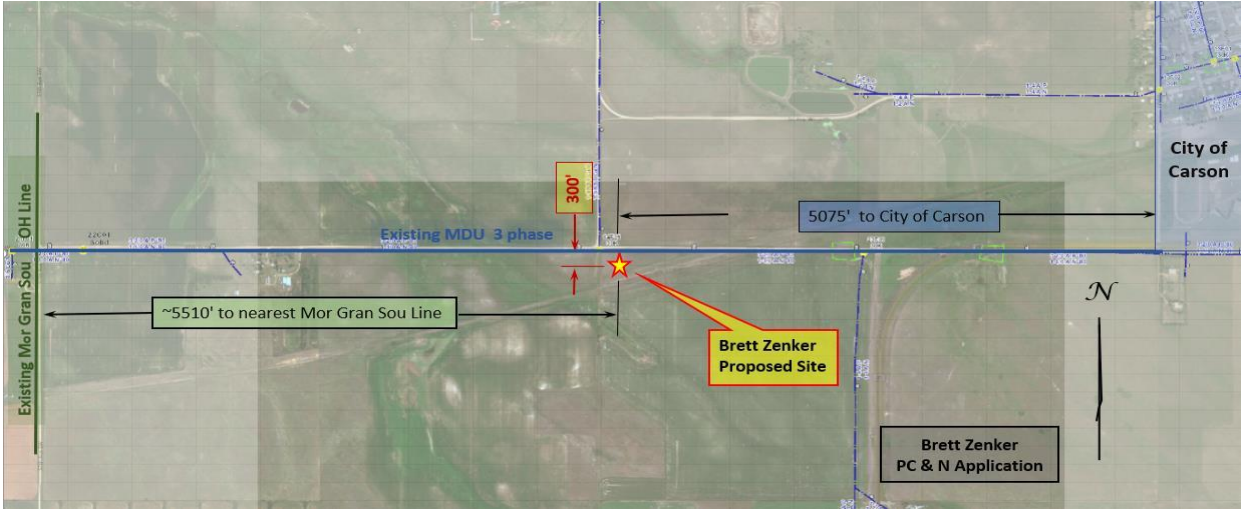 City of
Carson
300'
5075' to City of Carson
Existing MDU 3 phase
Existing Mor Gran Sou OH Line
~5510' to nearest Mor Gran Sou Line
N
Brett Zenker
Proposed Site
Brett Zenker
PC & N Application